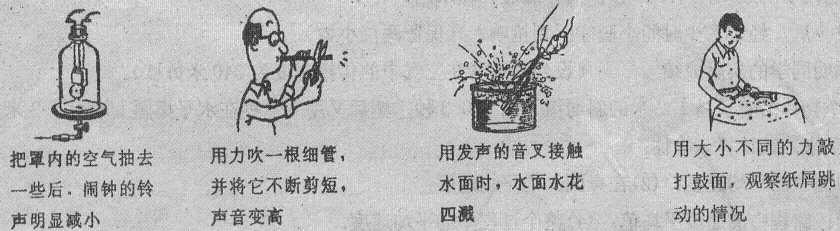 把罩内的空气抽去
一些后，闹钟的铃
声明显减小
用力吹一根细管，
并将它不断剪短，
声音变高
用发声的音叉接触
水面时，水面水花
四溅
用大小不同的力敲
打鼓面，观察纸屑跳
动的情况